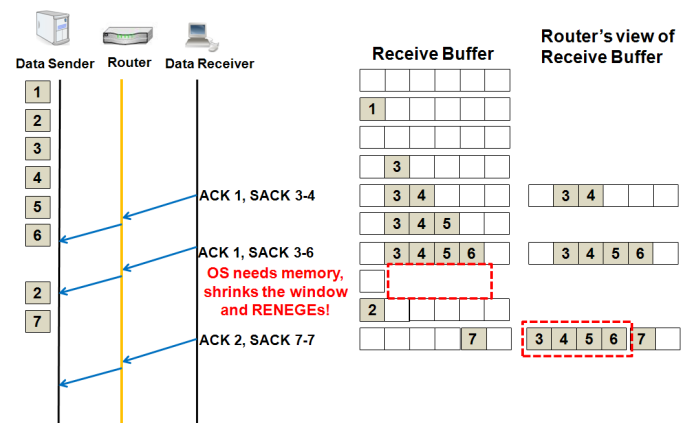 Data Sender
Router
Data Receiver
Receive Buffer
Router's view of
Receive Buffer
1
2
3
4
5
6
2
7
ACK 1, SACK 3-4
ACK 1, SACK 3-6
OS needs memory,
shrinks the window
and RENEGEs!
ACK 2, SACK 7-7
1
3
3 4
3 4 5
3 4 5 6
2
7
3 4
3 4 5 6
3 4 5 6 7